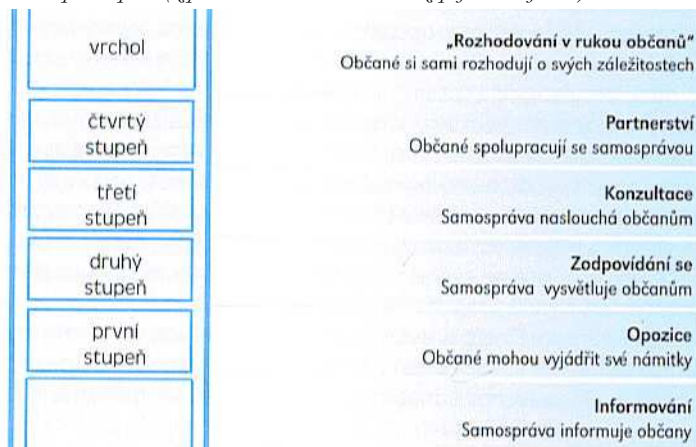 vrchol
„Rozhodování v rukou občanů“
Občané si sami rozhodují o svých záležitostech
čtvrtý
stupeň
Partnerství
Občané spolupracují se samosprávou
třetí
stupeň
Konzultace
Samospráva naslouchá občanům
druhý
stupeň
Zodpovídání se
Samospráva vysvětluje občanům
první
stupeň
Opozice
Občané mohou vyjádřit své námitky
Informování
Samospráva informuje občany